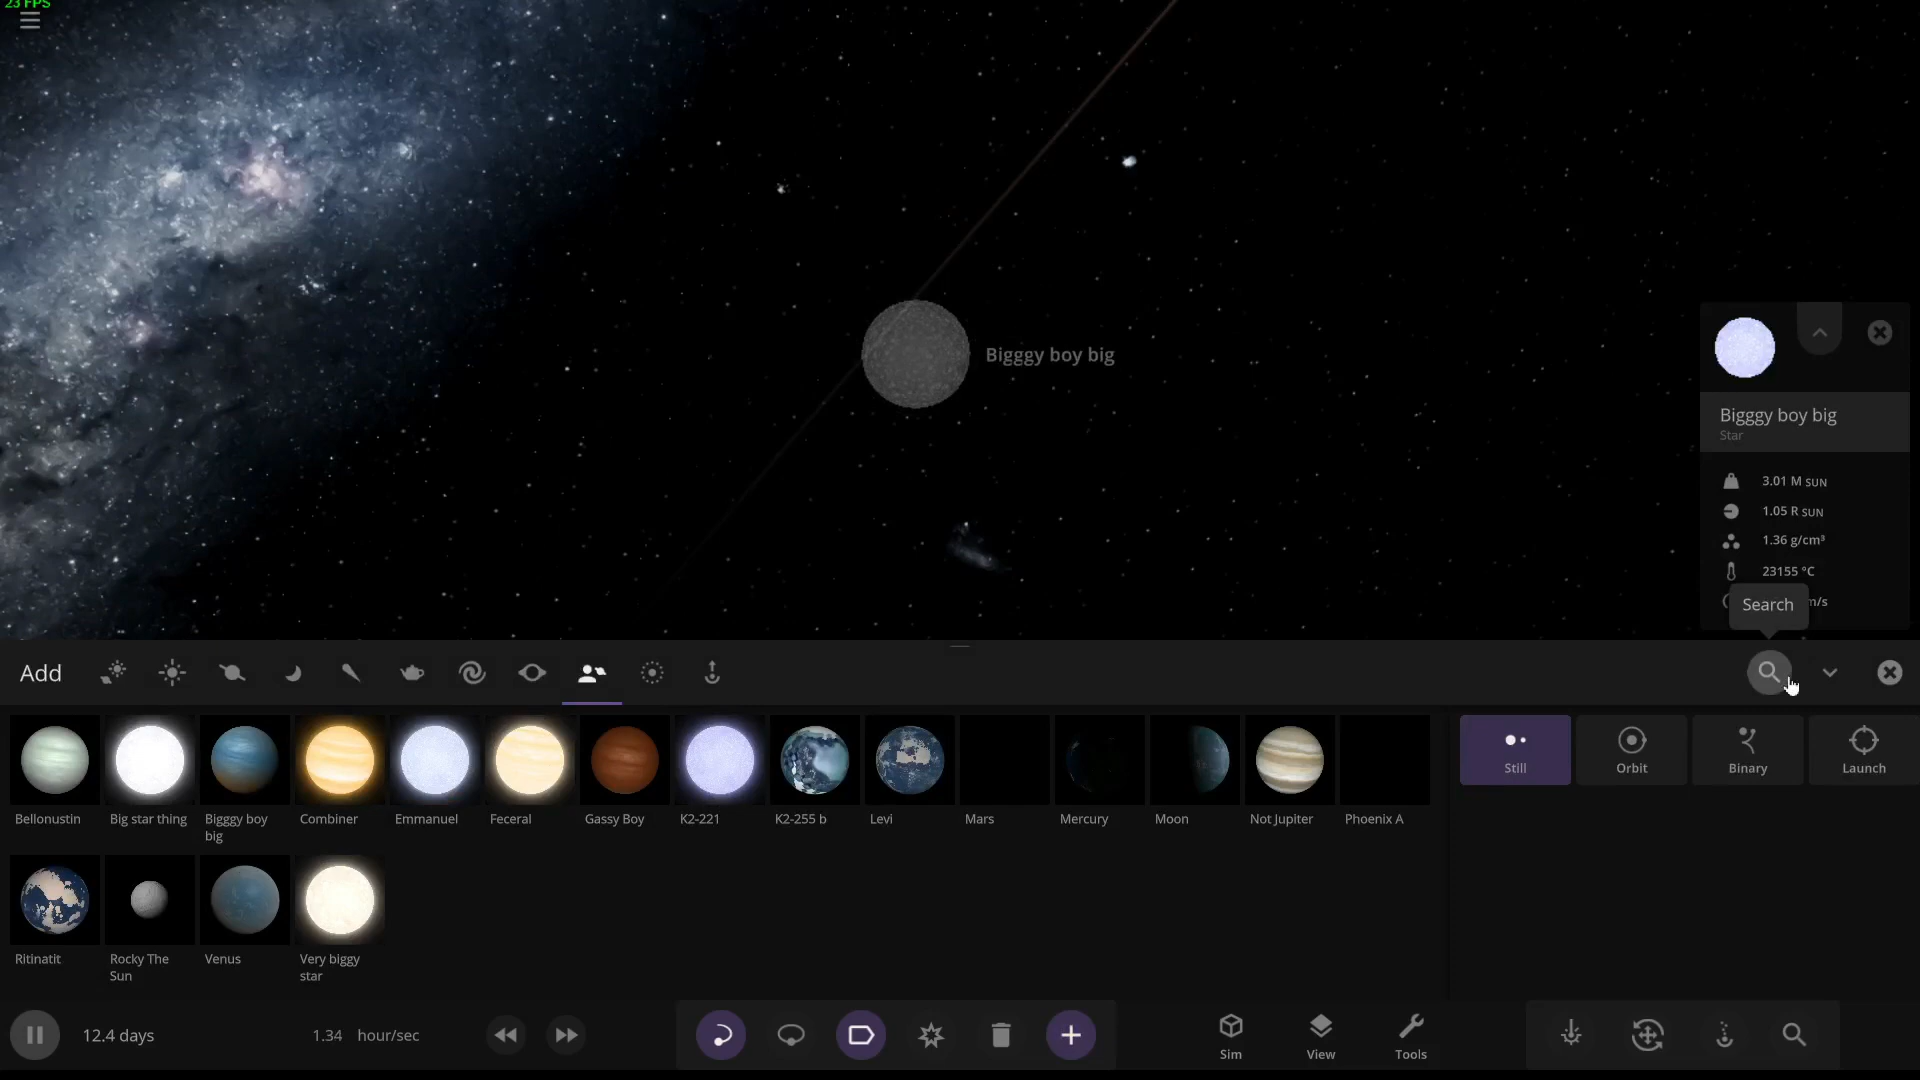 23 FPS
Bigggy boy big
Bigggy boy big
Star
3.01 M SUN
1.05 R SUN
1.36 g/cm³
23155 °C
m/s
Search
Add
Still
Orbit
Binary
Launch
Bellonustin
Big star thing
Bigggy boy
big
Combiner
Emmanuel
Feceral
Gassy Boy
K2-221
K2-255 b
Levi
Mars
Mercury
Moon
Not Jupiter
Phoenix A
Ritinatit
Rocky The
Sun
Venus
Very biggy
star
12.4 days
1.34 hour/sec
Sim
View
Tools